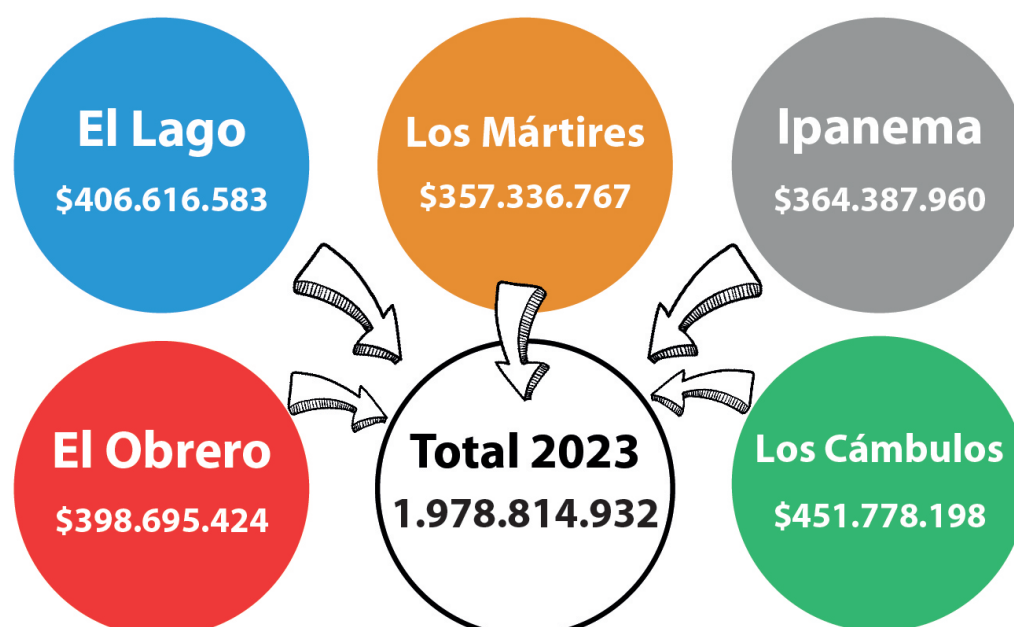 El Lago
$406.616.583
Los Mártires
$357.336.767
Ipanema
$364.387.960
El Obrero
$398.695.424
Total 2023
1.978.814.932
Los Cámbulos
$451.778.198